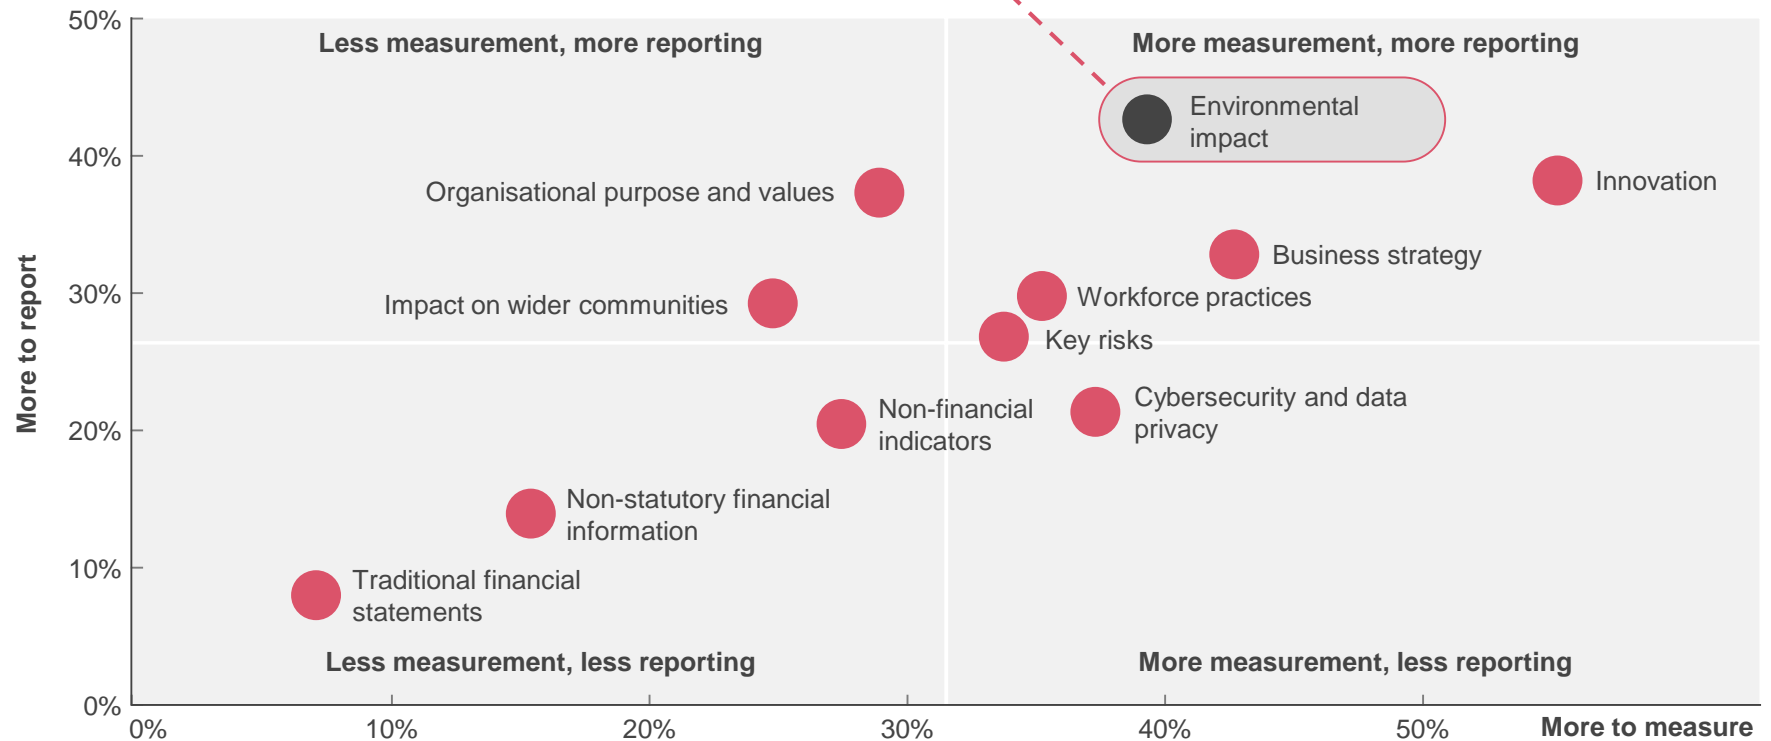 50%
Less measurement, more reporting
More measurement, more reporting
Environmental
impact
40%
Innovation
Organisational purpose and values
Business strategy
30%
Workforce practices
Impact on wider communities
Key risks
More to report
Non-financial
indicators
Cybersecurity and data
privacy
20%
Non-statutory financial
information
10%
Traditional financial
statements
Less measurement, less reporting
More measurement, less reporting
0%
0%
10%
20%
30%
40%
50%
More to measure